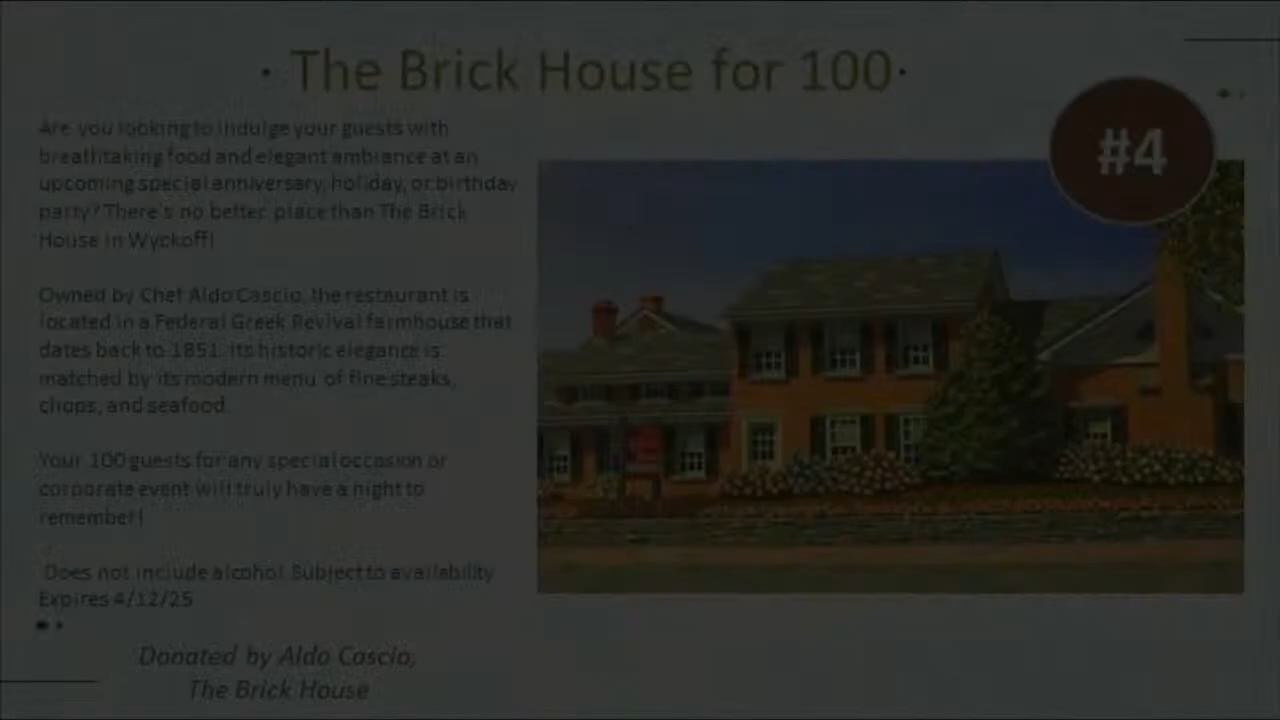 The Brick House for 100
#4
Are you looking to indulge your guests with
breathtaking food and elegant ambiance at an
upcoming special anniversary, holiday, or birthday
party? There's no better place than The Brick
House in Wyckoff!
Owned by Chef Aldo Cascio, the restaurant is
located in a Federal Greek Revival farmhouse that
dates back to 1851. Its historic elegance is
matched by its modern menu of fine steaks,
chops, and seafood.
Your 100 guests for any special occasion or
corporate event will truly have a night to
remember!
Does not include alcohol. Subject to availability
Expires 4/12/25
Donated by Aldo Cascio,
The Brick House